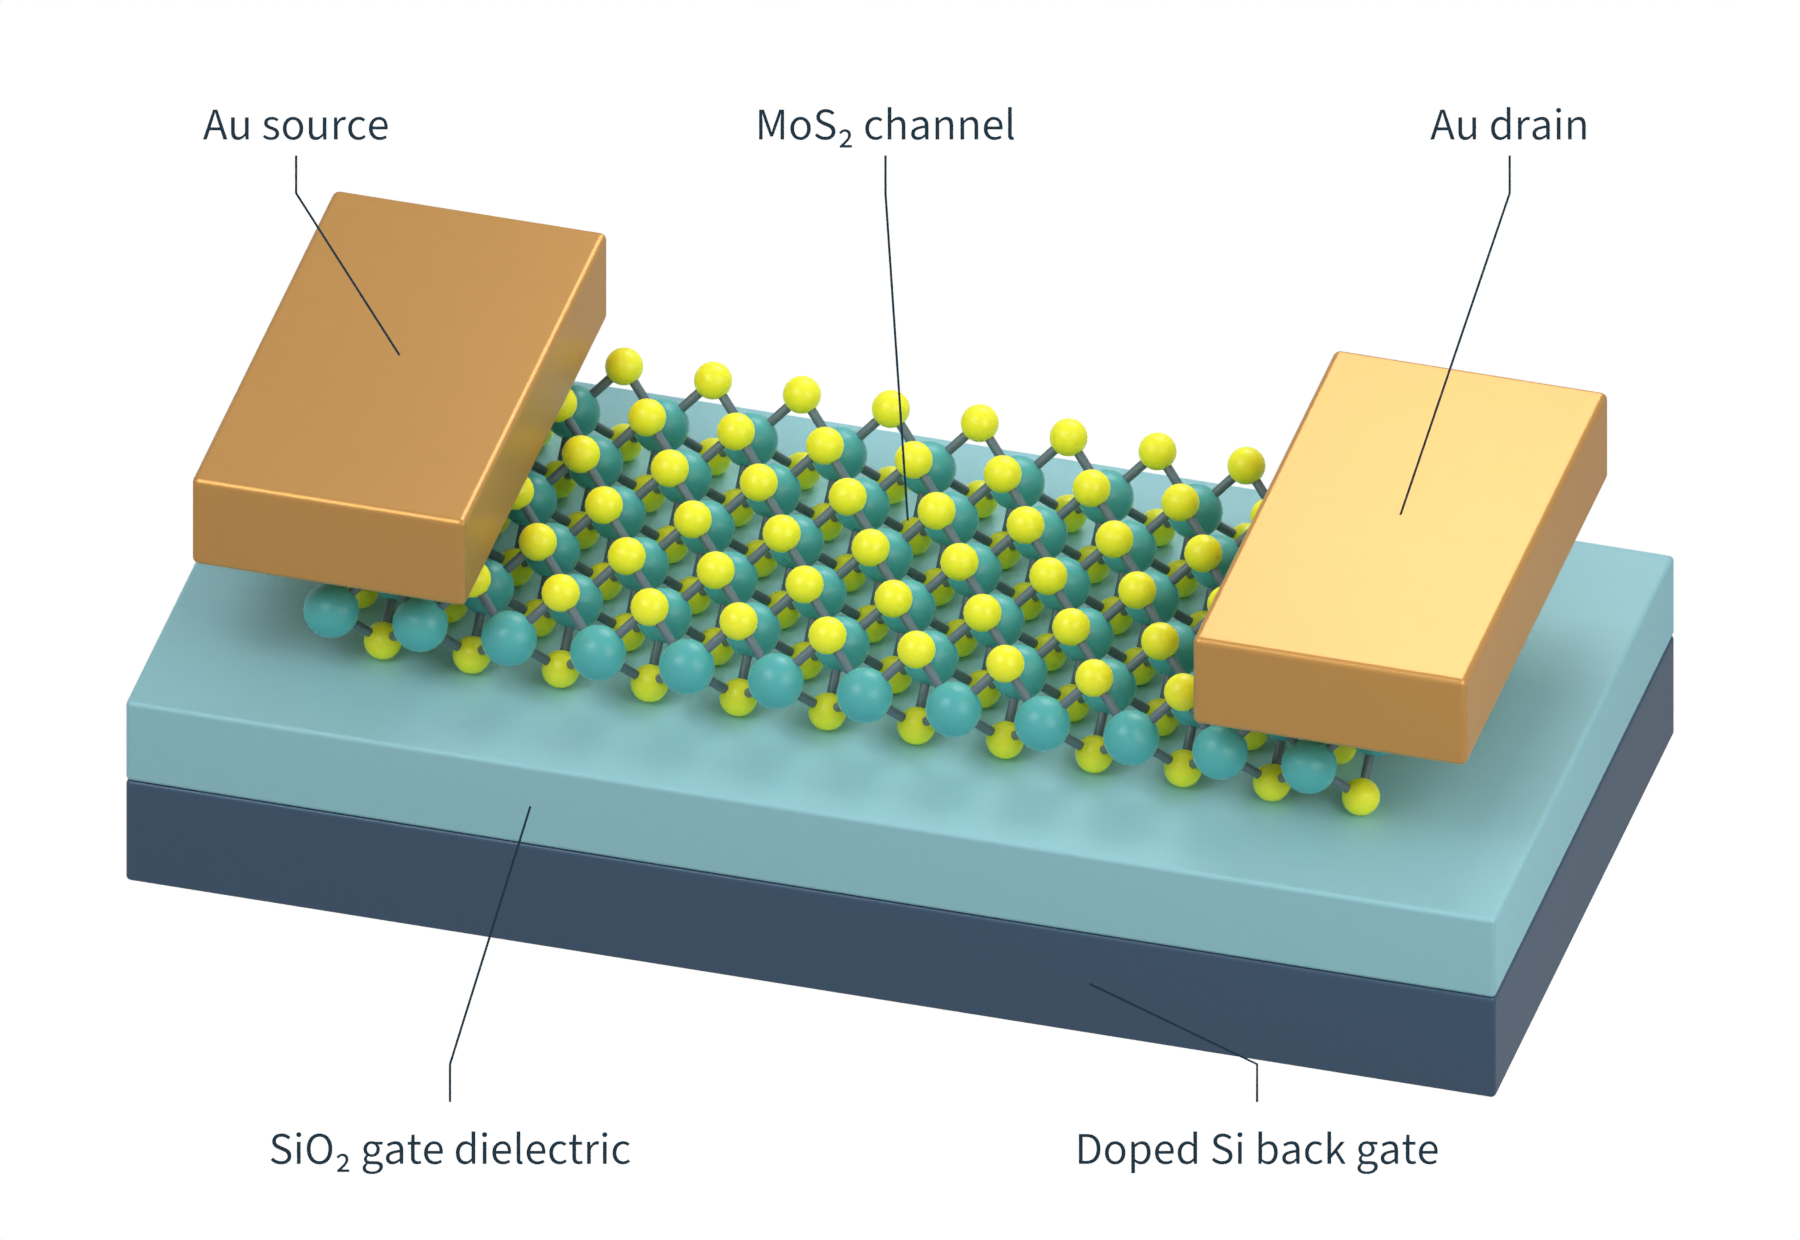 Au source
MoS₂ channel
Au drain
SiO₂ gate dielectric
Doped Si back gate